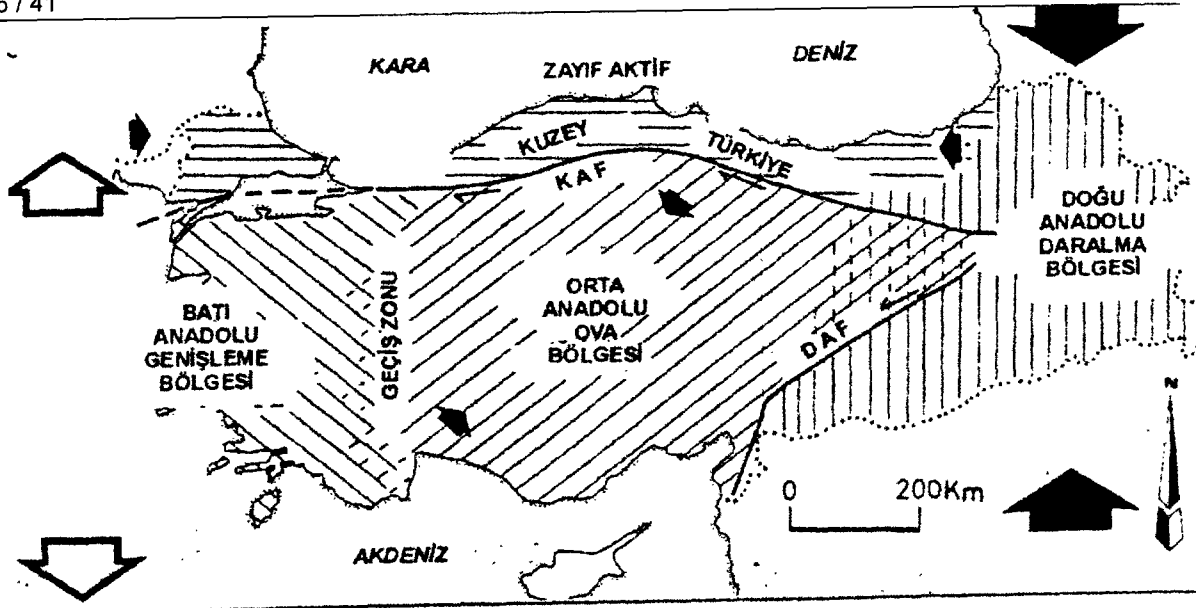 / 41
KARA
DENİZ
ZAYIF AKTİF
KUZEY
TÜRKİYE
KAF
DOĞU
ANADOLU
DARALMA
BÖLGESİ
BATI
ANADOLU
GENİŞLEME
BÖLGESİ
GEÇİŞ ZONU
ORTA
ANADOLU
OVA
BÖLGESİ
DAF
N
0 200Km
AKDENİZ